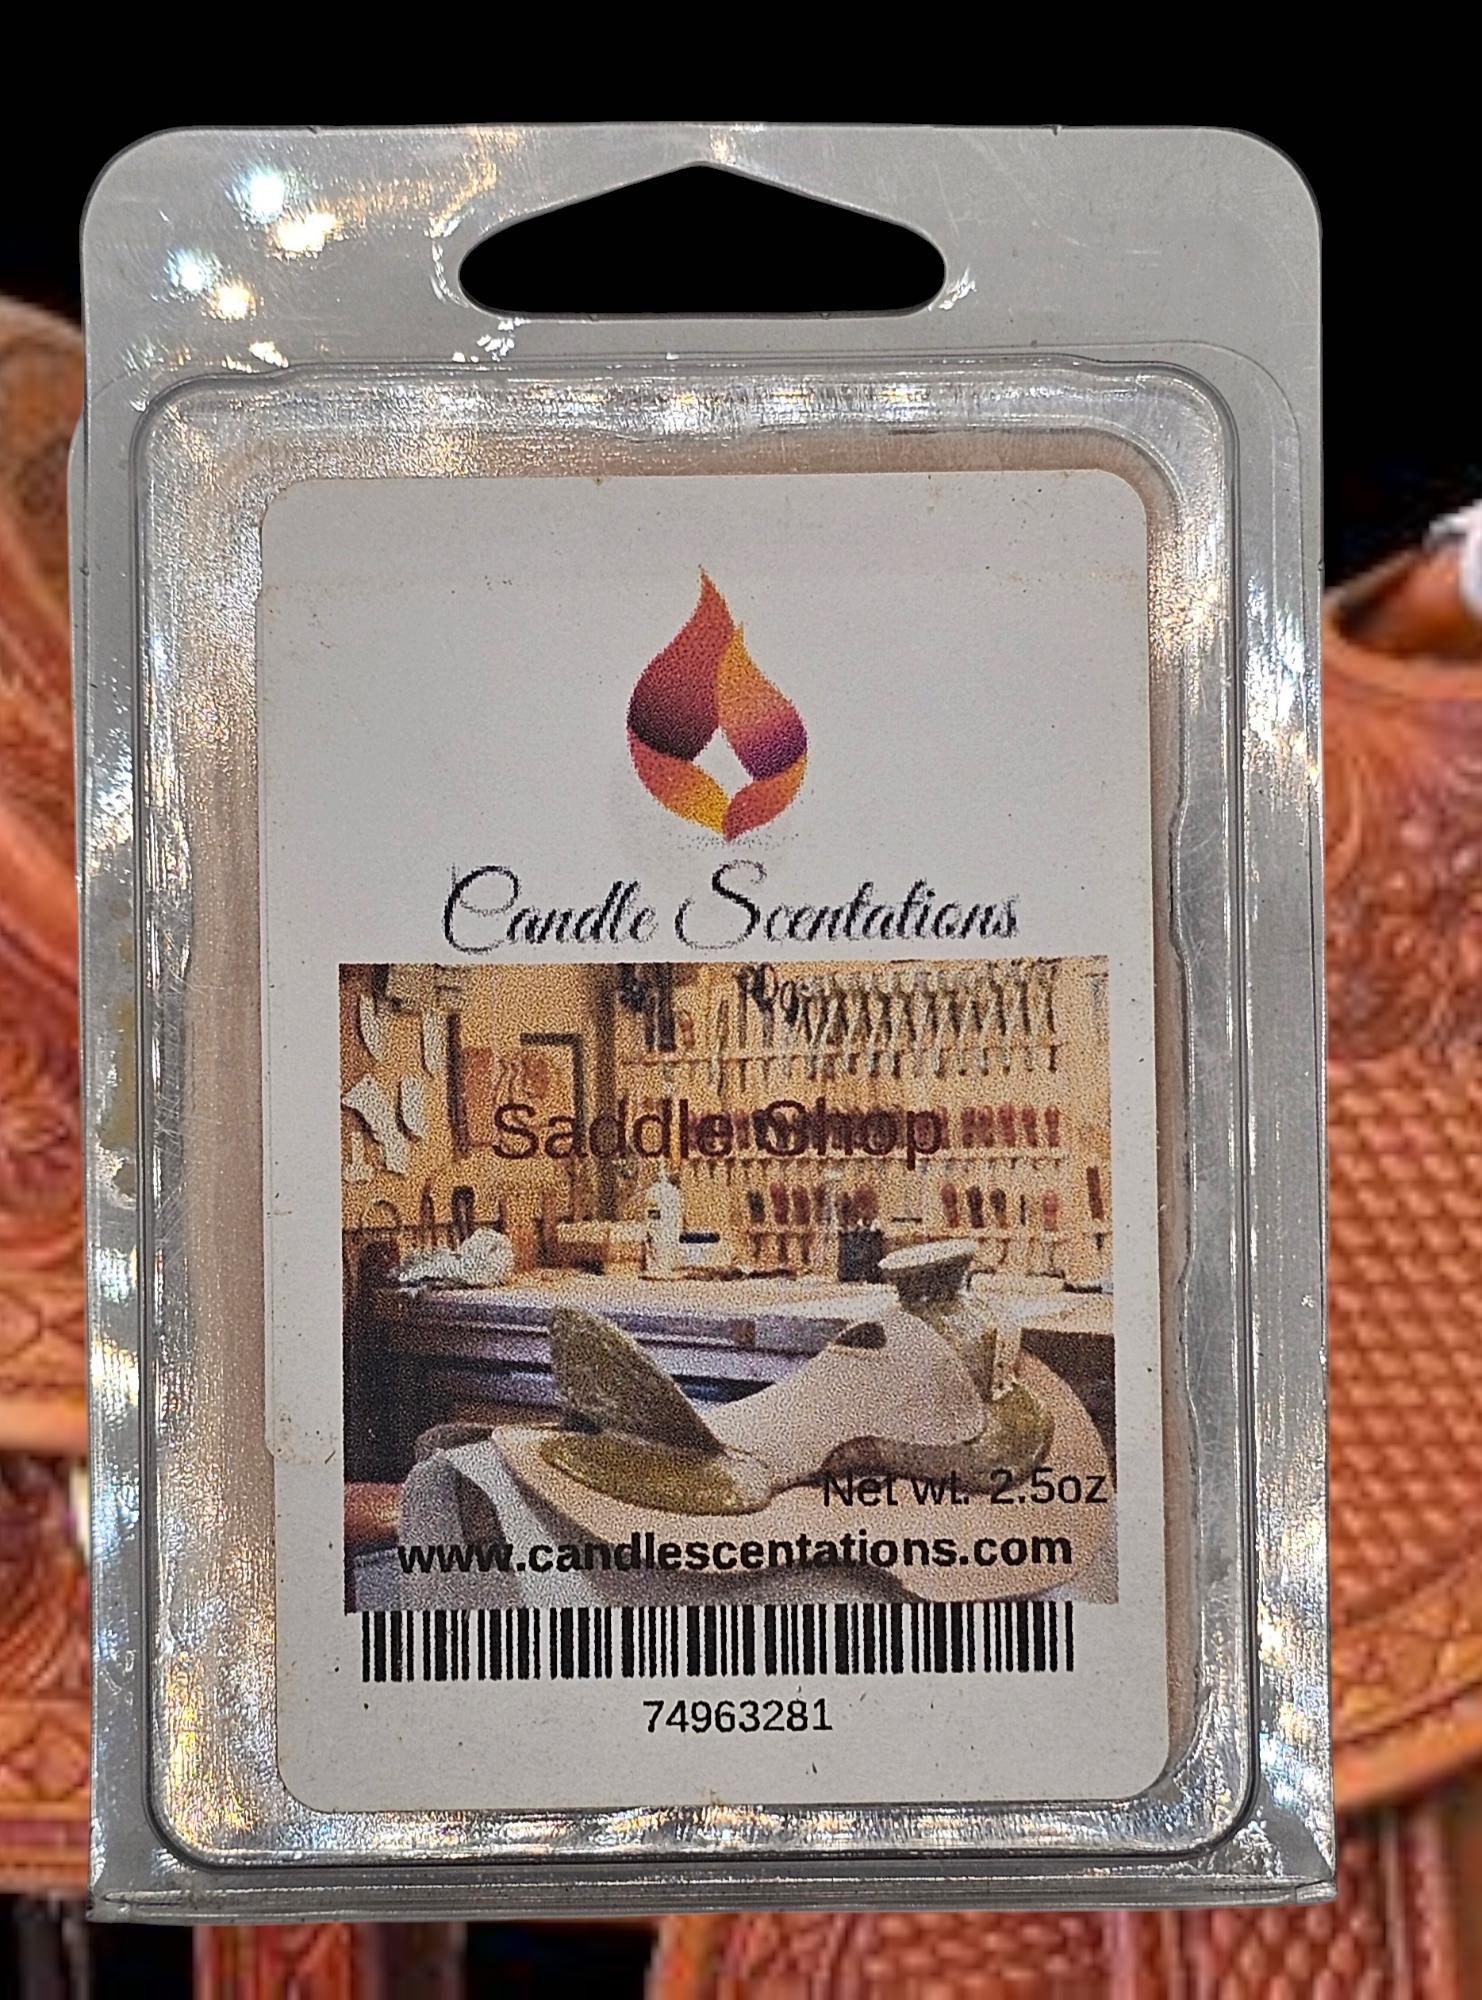 Candle Scentations
Saddle Shop
Net wt. 2.5oz
www.candlescentations.com
74963281